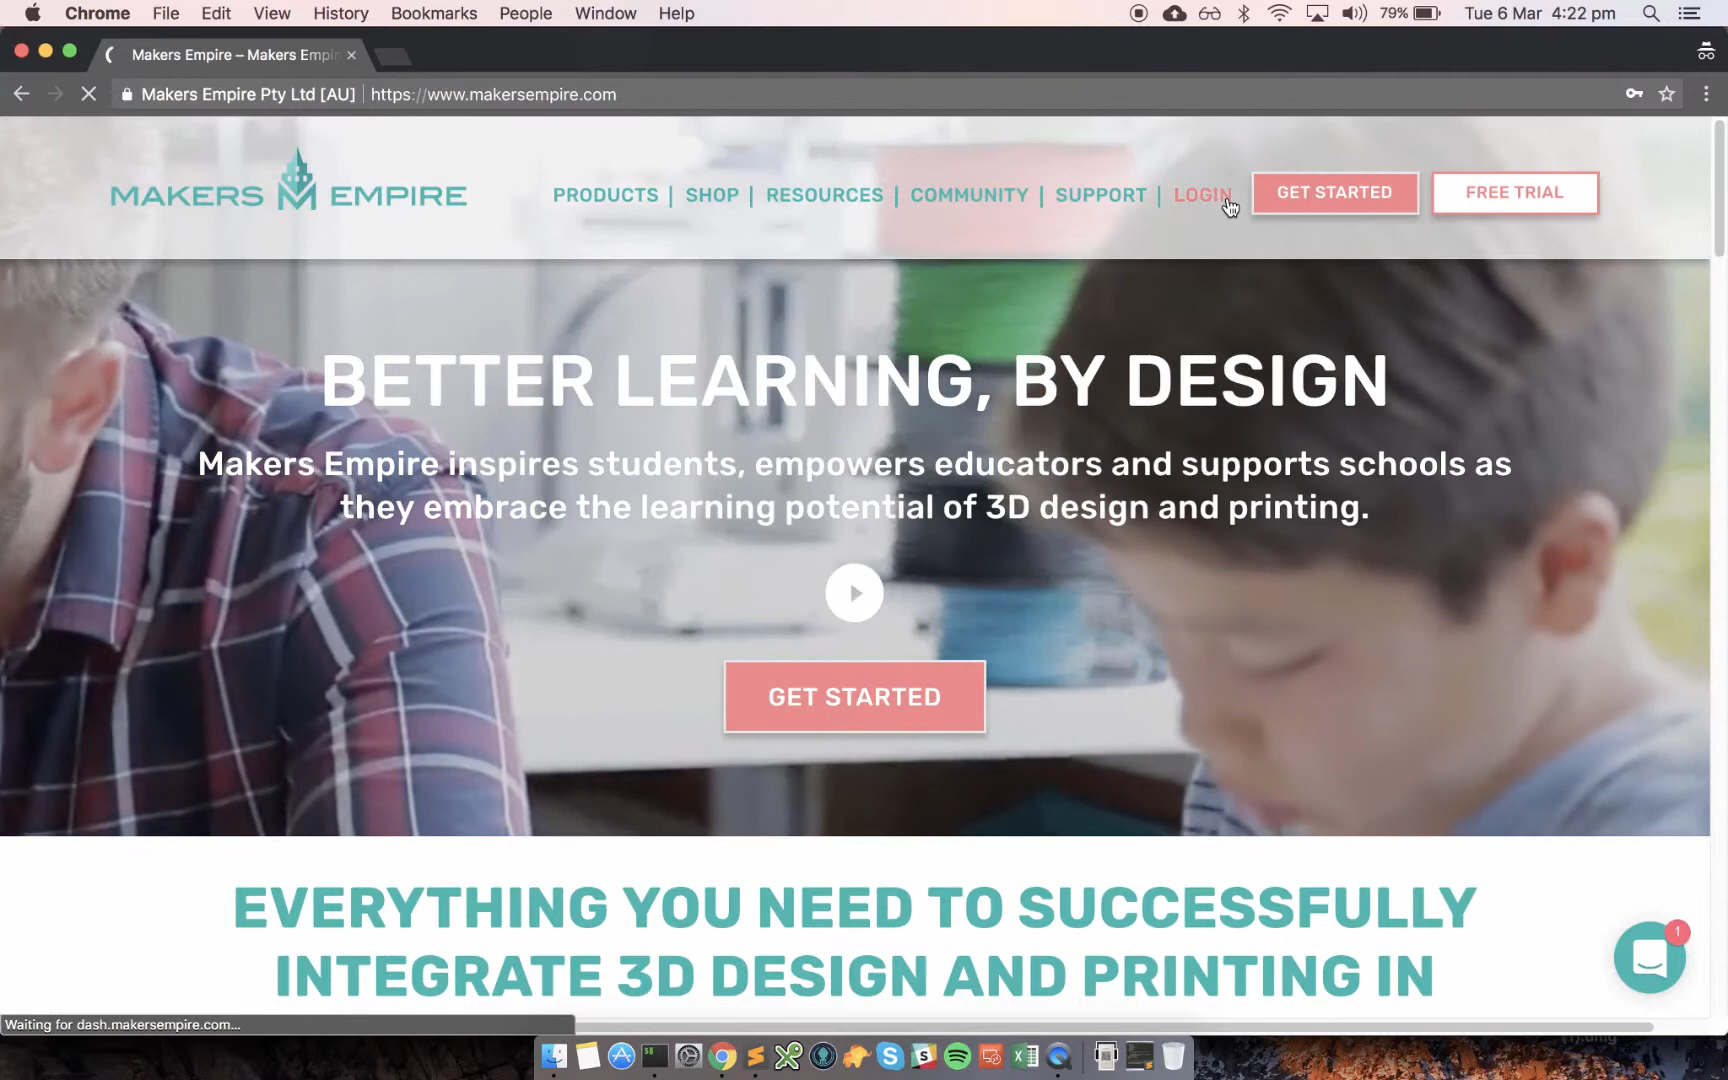 Chrome File Edit View History Bookmarks People Window Help 79% Tue 6 Mar 4:22 pm
Makers Empire – Makers Empi
Makers Empire Pty Ltd [AU] https://www.makersempire.com
MAKERS EMPIRE PRODUCTS | SHOP | RESOURCES | COMMUNITY | SUPPORT | LOGIN GET STARTED FREE TRIAL
BETTER LEARNING, BY DESIGN
Makers Empire inspires students, empowers educators and supports schools as
they embrace the learning potential of 3D design and printing.
GET STARTED
EVERYTHING YOU NEED TO SUCCESSFULLY
1
INTEGRATE 3D DESIGN AND PRINTING IN
Waiting for dash.makersempire.com...